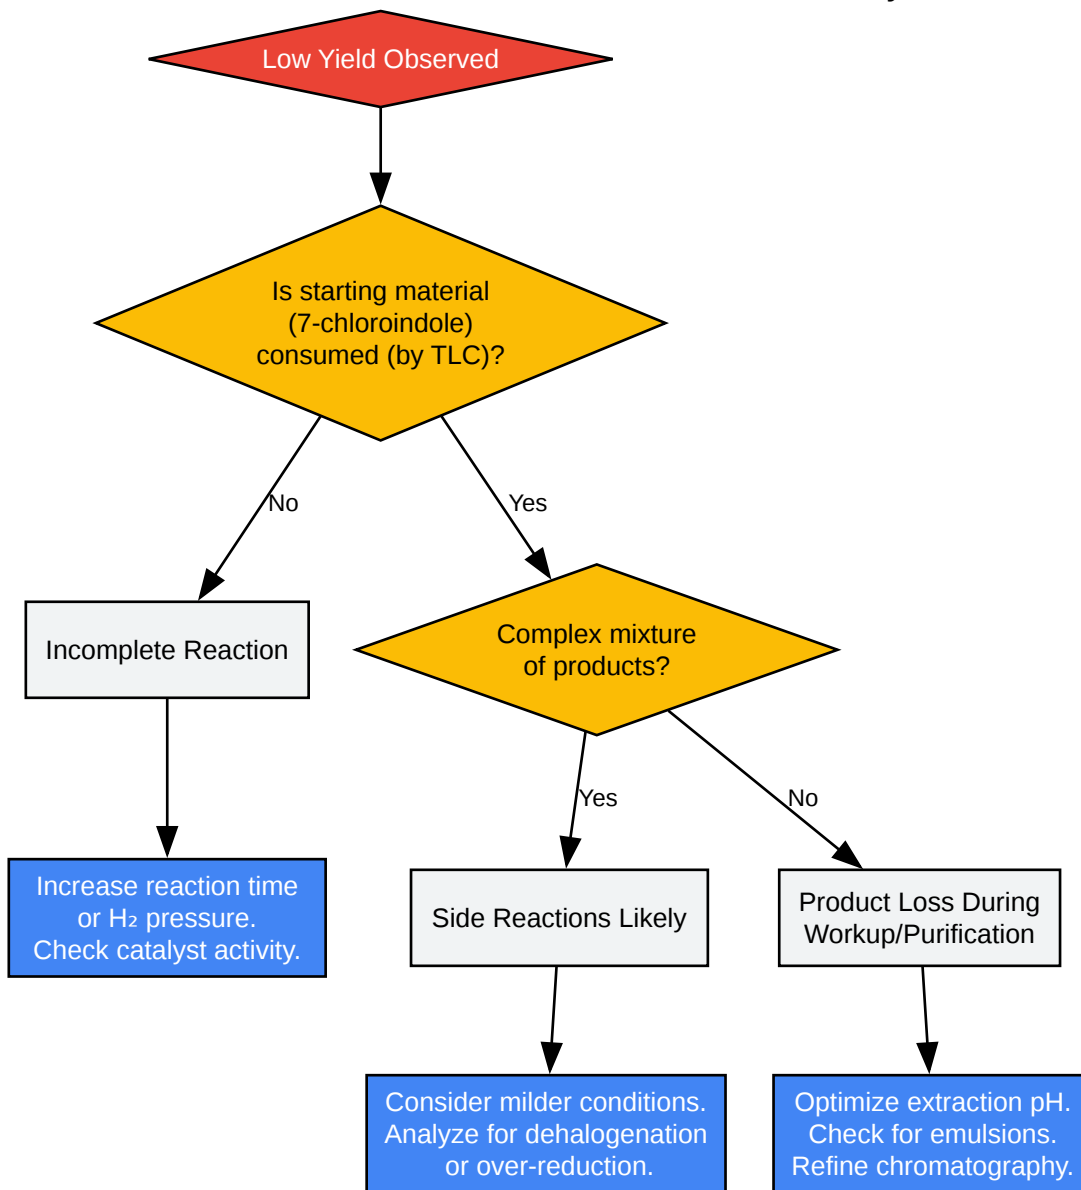 Low Yield Observed
Is starting material
(7-chloroindole)
consumed (by TLC)?
No
Yes
Incomplete Reaction
Complex mixture
of products?
Yes
No
Increase reaction time
or H₂ pressure.
Check catalyst activity.
Side Reactions Likely
Product Loss During
Workup/Purification
Consider milder conditions.
Analyze for dehalogenation
or over-reduction.
Optimize extraction pH.
Check for emulsions.
Refine chromatography.